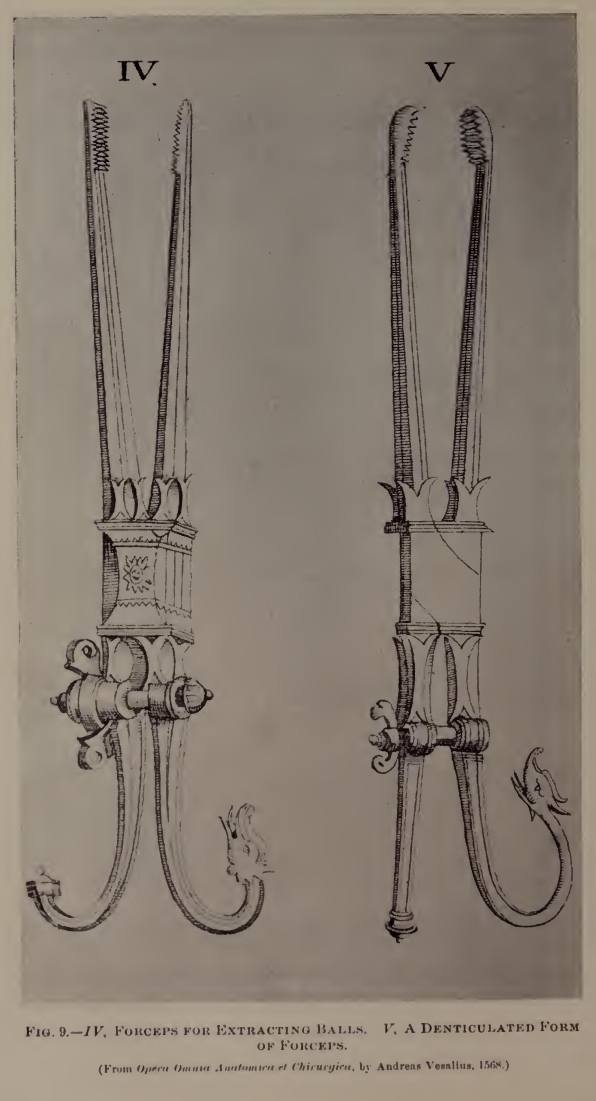 IV.
V
FIG. 9.—IV, FORCEPS FOR EXTRACTING BALLS. V, A DENTICULATED FORM
OF FORCEPS.
(From Opera Omnia Anatomica et Chirurgica, by Andreas Vesalius, 1568.)